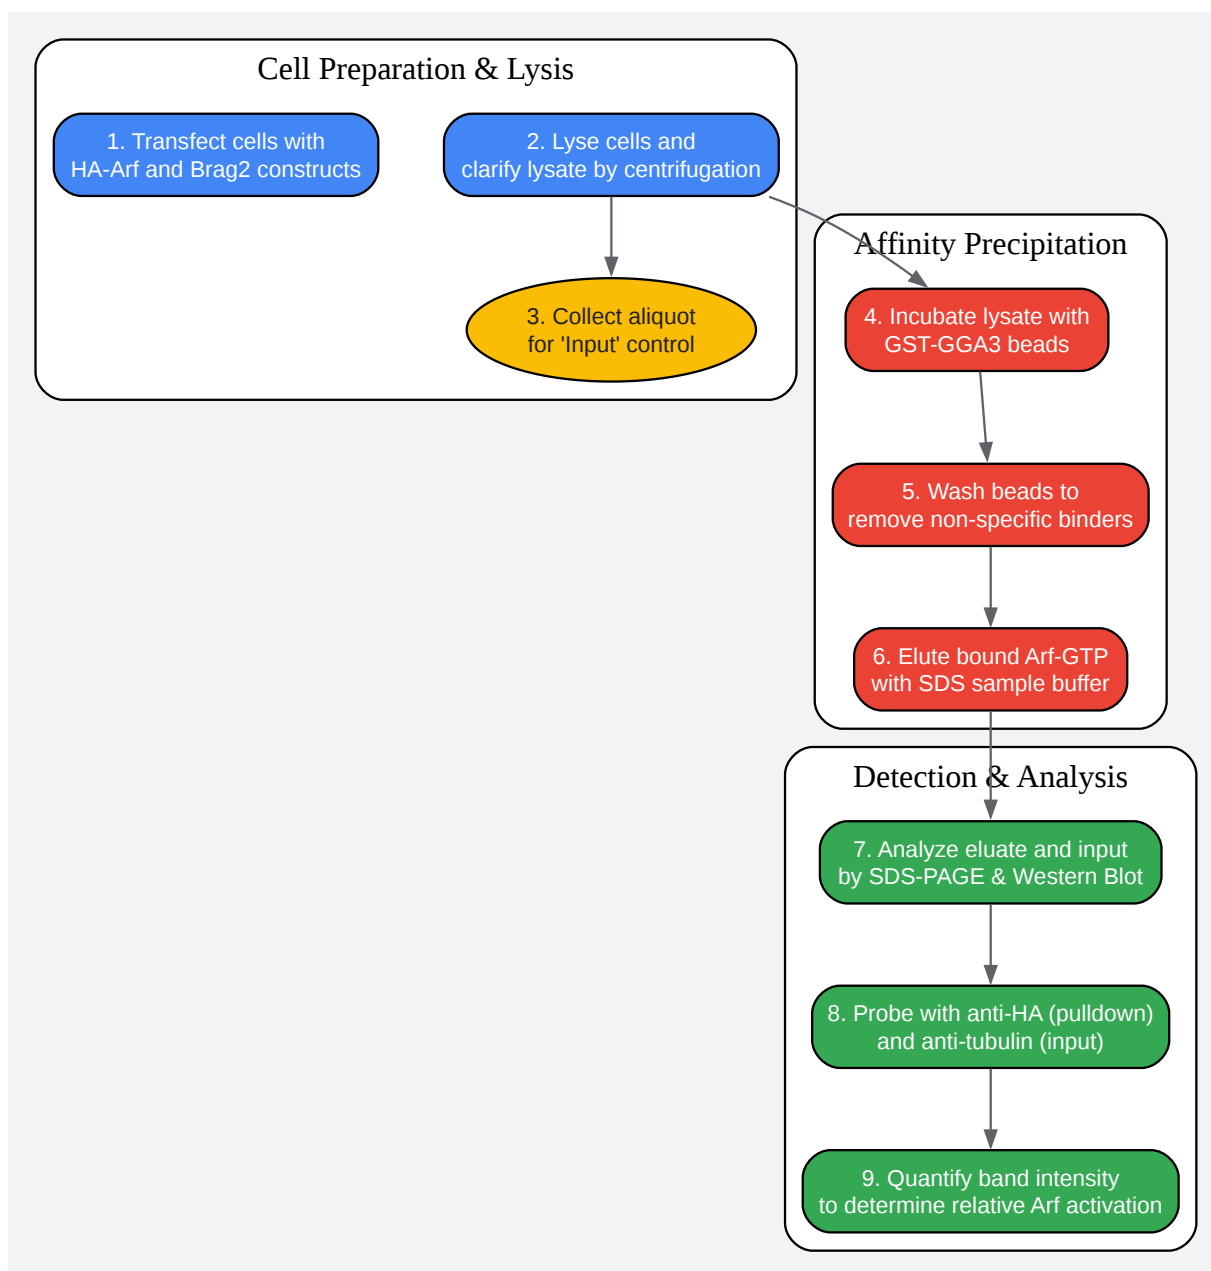 Cell Preparation & Lysis
1. Transfect cells with
HA-Arf and Brag2 constructs
2. Lyse cells and
clarify lysate by centrifugation
3. Collect aliquot
for 'Input' control
Affinity Precipitation
4. Incubate lysate with
GST-GGA3 beads
5. Wash beads to
remove non-specific binders
6. Elute bound Arf-GTP
with SDS sample buffer
Detection & Analysis
7. Analyze eluate and input
by SDS-PAGE & Western Blot
8. Probe with anti-HA (pulldown)
and anti-tubulin (input)
9. Quantify band intensity
to determine relative Arf activation